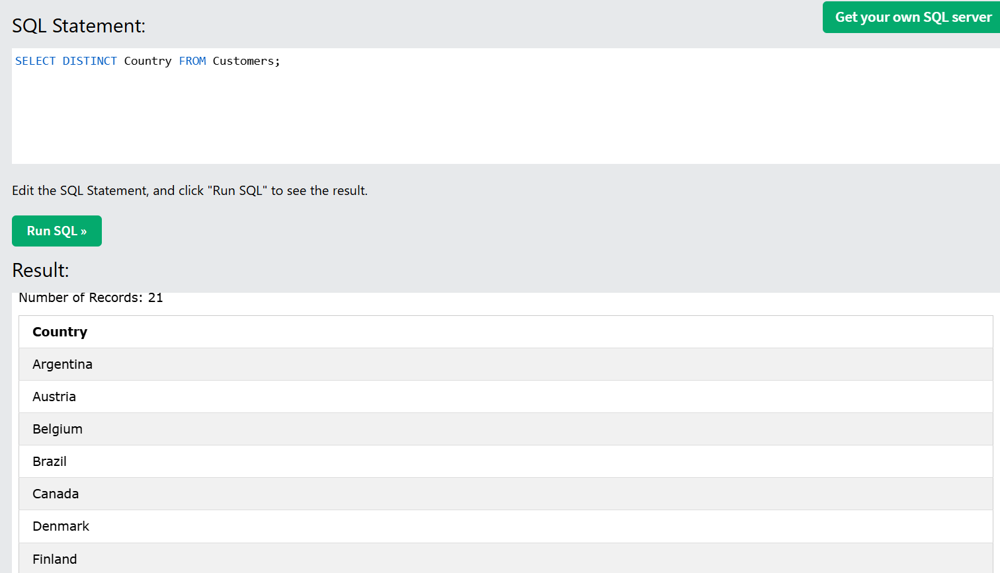 SQL Statement:
Get your own SQL server
SELECT DISTINCT Country FROM Customers;
Edit the SQL Statement, and click "Run SQL" to see the result.
Run SQL »
Result:
Number of Records: 21
Country
Argentina
Austria
Belgium
Brazil
Canada
Denmark
Finland